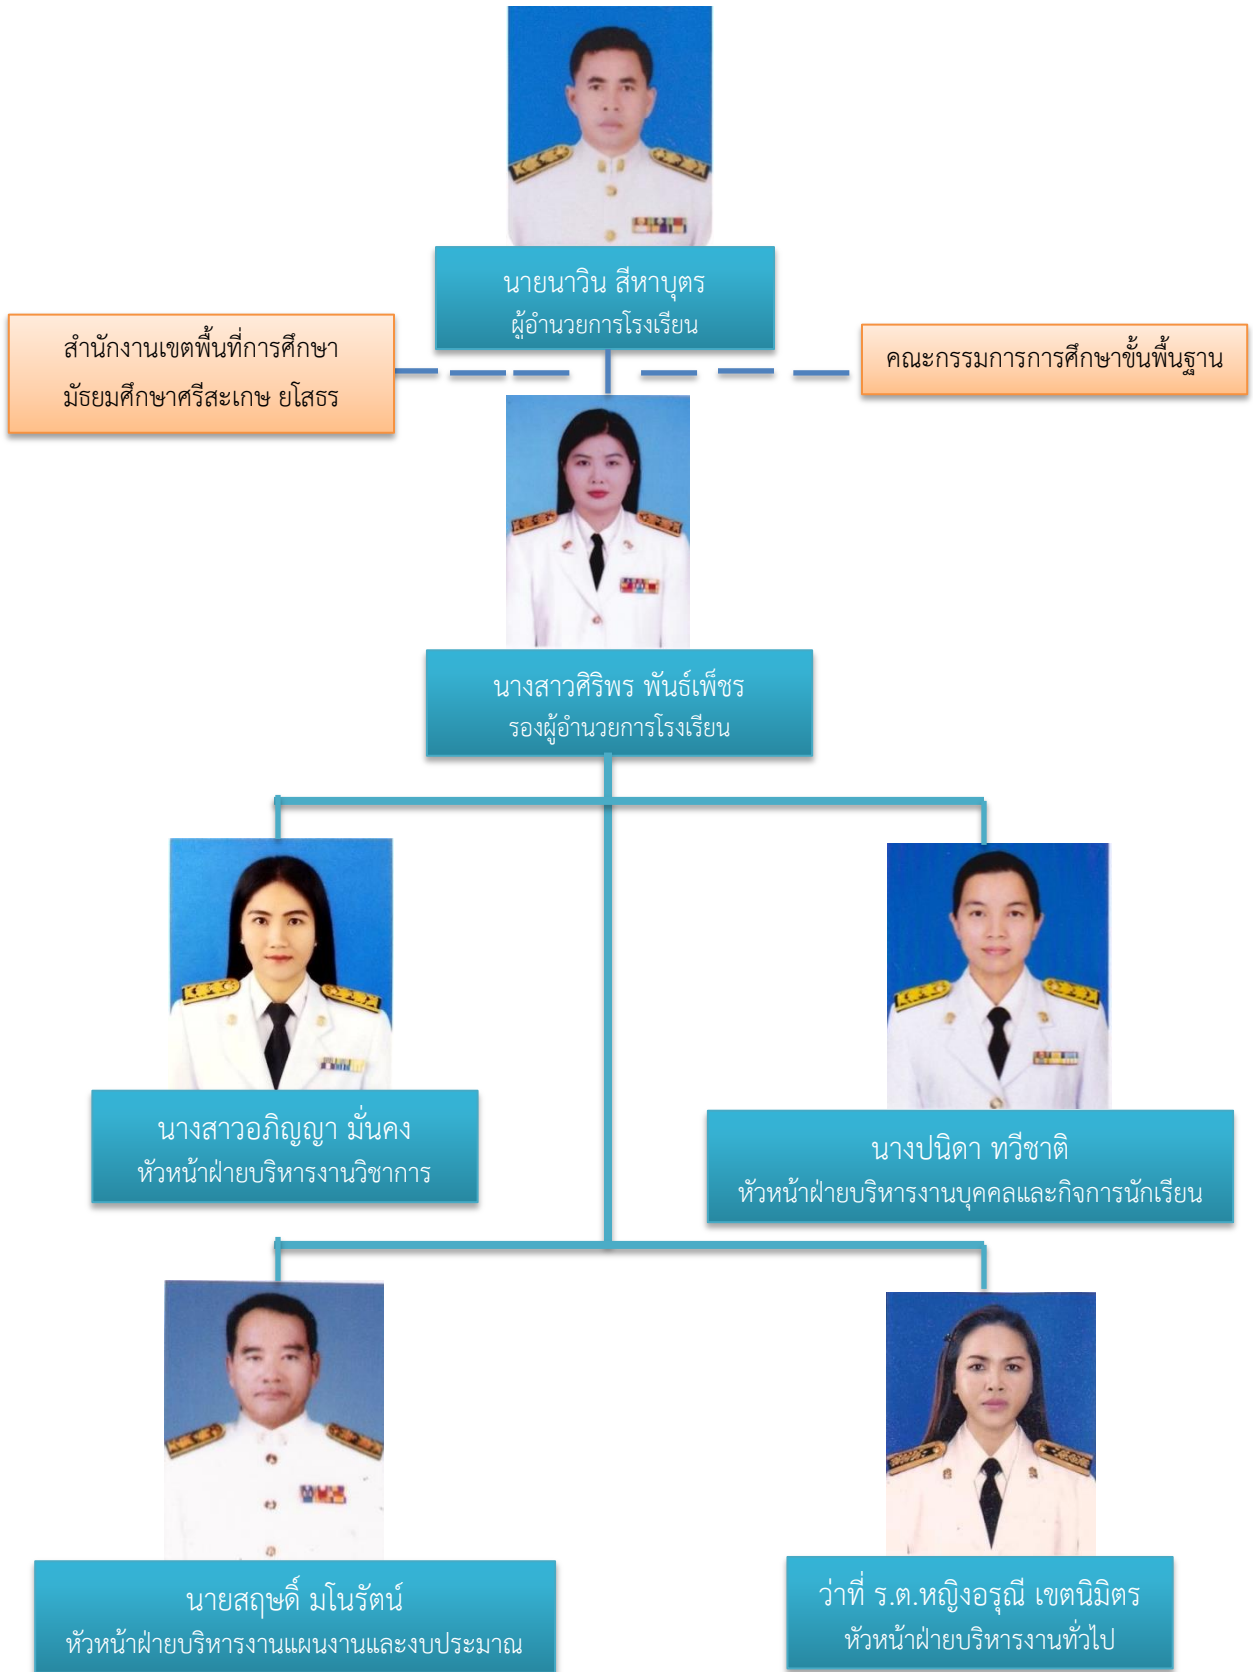 นายนาวิน สีหาบุตร
ผู้อำนวยการโรงเรียน
สำนักงานเขตพื้นที่การศึกษา
มัธยมศึกษาศรีสะเกษ ยโสธร
คณะกรรมการการศึกษาขั้นพื้นฐาน
นางสาวศิริพร พันธ์เพ็ชร
รองผู้อำนวยการโรงเรียน
นางสาวอภิญญา มั่นคง
หัวหน้าฝ่ายบริหารงานวิชาการ
นางปนิดา ทวีชาติ
หัวหน้าฝ่ายบริหารงานบุคคลและกิจการนักเรียน
นายสฤษดิ์ มโนรัตน์
หัวหน้าฝ่ายบริหารงานแผนงานและงบประมาณ
ว่าที่ ร.ต.หญิงอรุณี เขตนิมิตร
หัวหน้าฝ่ายบริหารงานทั่วไป